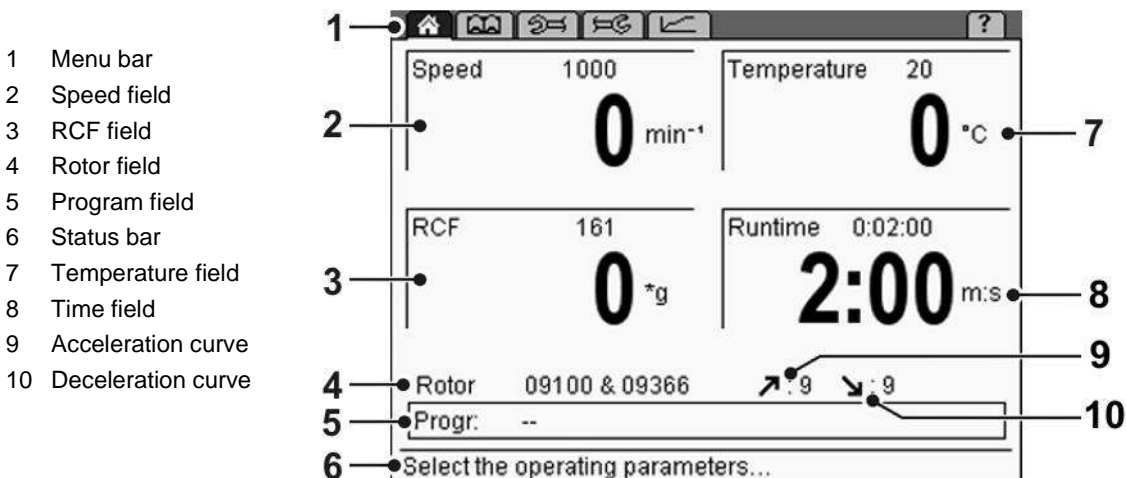 1 Menu bar
2 Speed field
3 RCF field
4 Rotor field
5 Program field
6 Status bar
7 Temperature field
8 Time field
9 Acceleration curve
10 Deceleration curve
1
?
Speed 1000
2
0 min⁻¹
Temperature 20
0 °C
7
RCF 161
3
0 *g
Runtime 0:02:00
2:00 m:s
8
9
4
Rotor 09100 & 09366 ↗ : 9 ↘ : 9
10
5
Progr: --
6
Select the operating parameters...